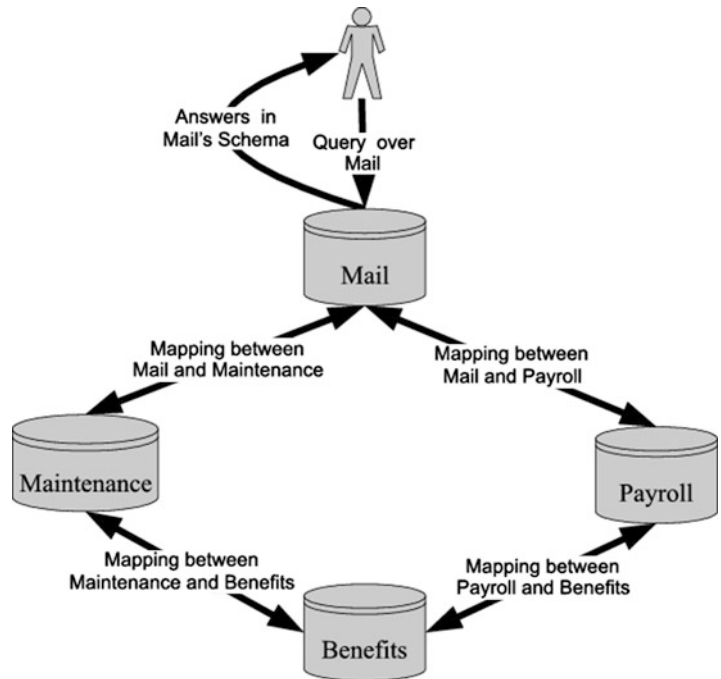 Answers in
Mail's Schema
Query over
Mail
Mail
Mapping between
Mail and Maintenance
Mapping between
Mail and Payroll
Maintenance
Payroll
Mapping between
Maintenance and Benefits
Mapping between
Payroll and Benefits
Benefits